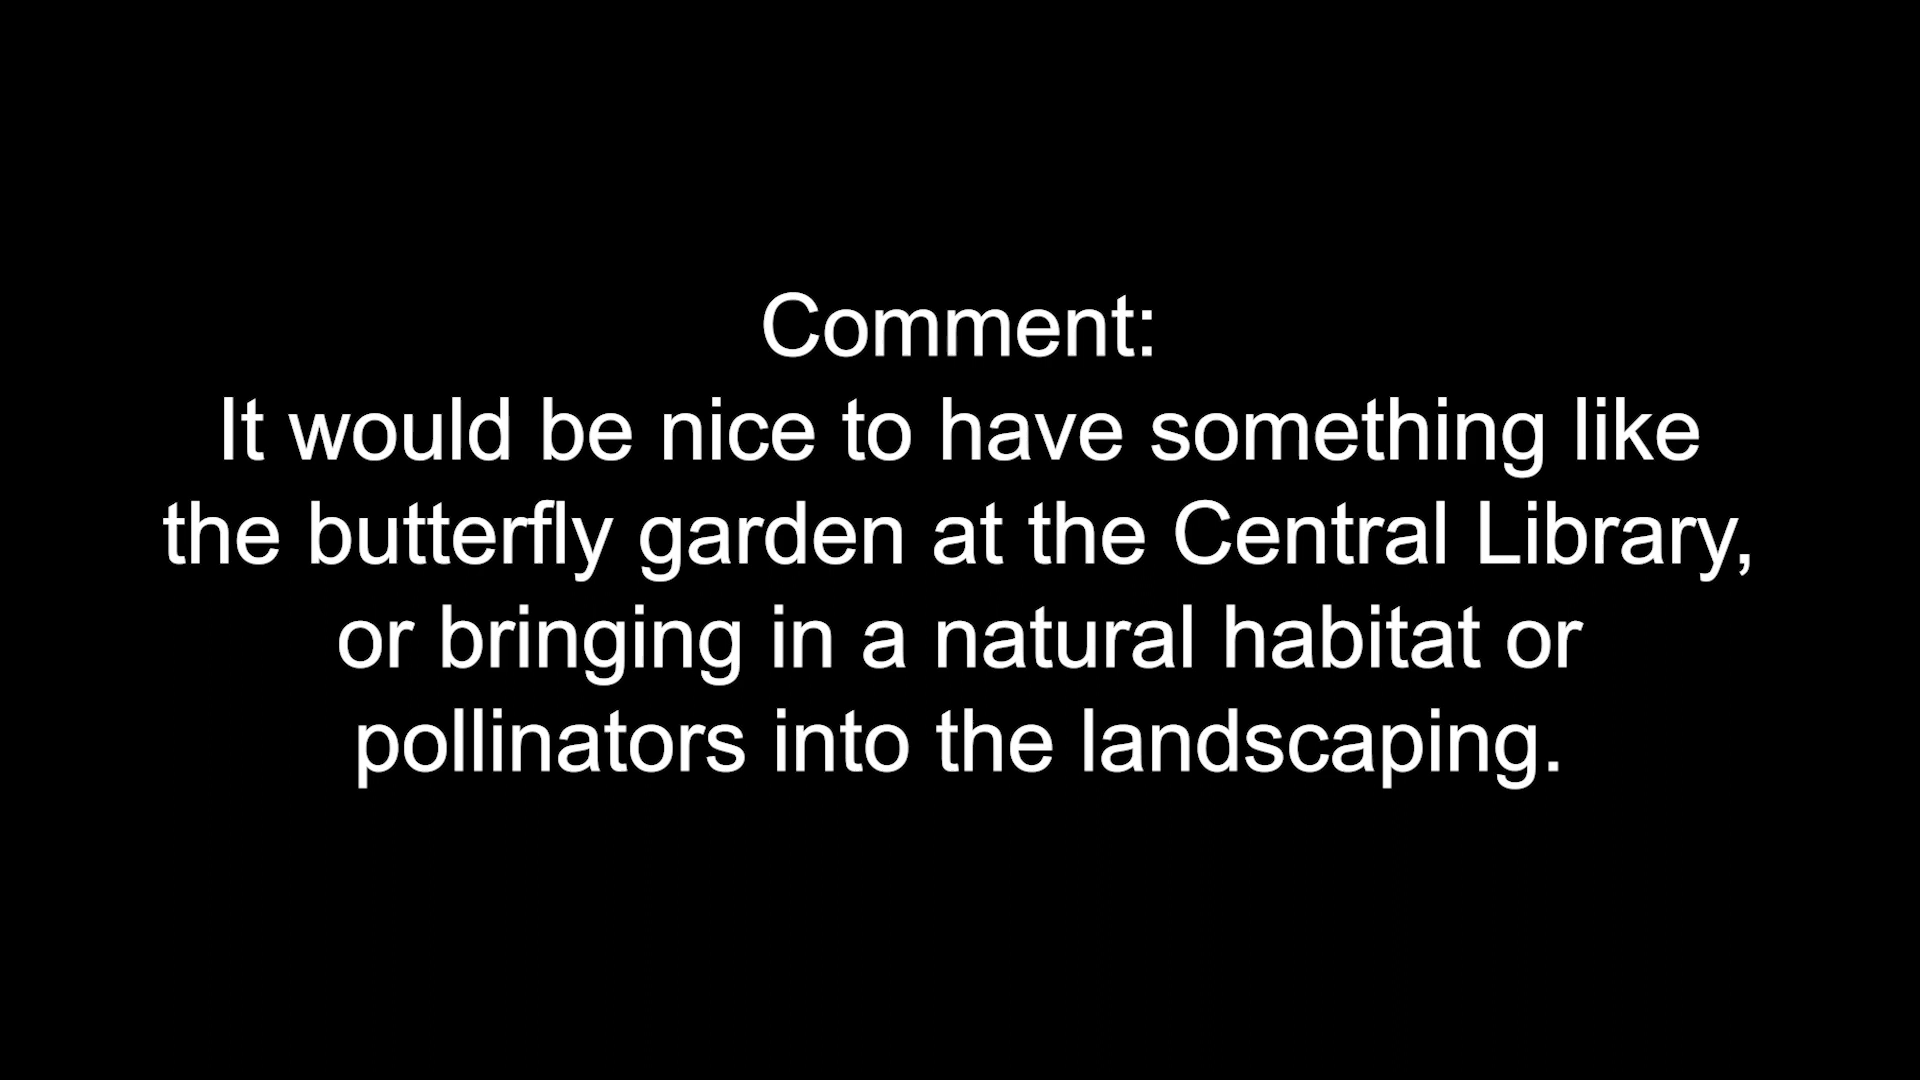 Comment:
It would be nice to have something like
the butterfly garden at the Central Library,
or bringing in a natural habitat or
pollinators into the landscaping.